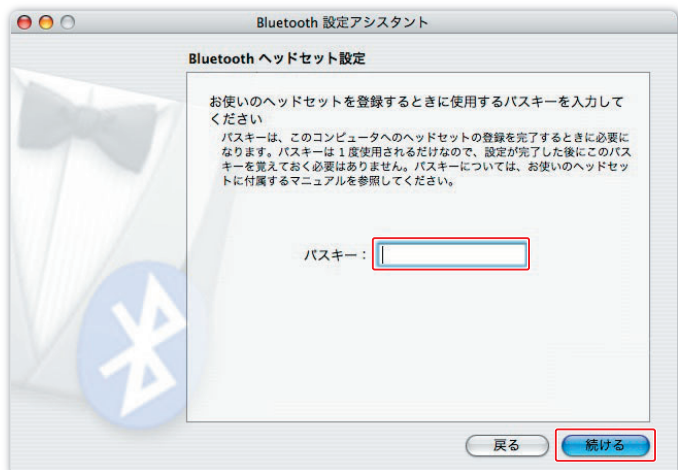 Bluetooth 設定アシスタント
Bluetooth ヘッドセット設定
お使いのヘッドセットを登録するときに使用するパスキーを入力して
ください
パスキーは、このコンピュータへのヘッドセットの登録を完了するときに必要に
なります。パスキーは 1 度使用されるだけなので、設定が完了した後にこのパス
キーを覚えておく必要はありません。パスキーについては、お使いのヘッドセッ
トに付属するマニュアルを参照してください。
パスキー：
戻る
続ける